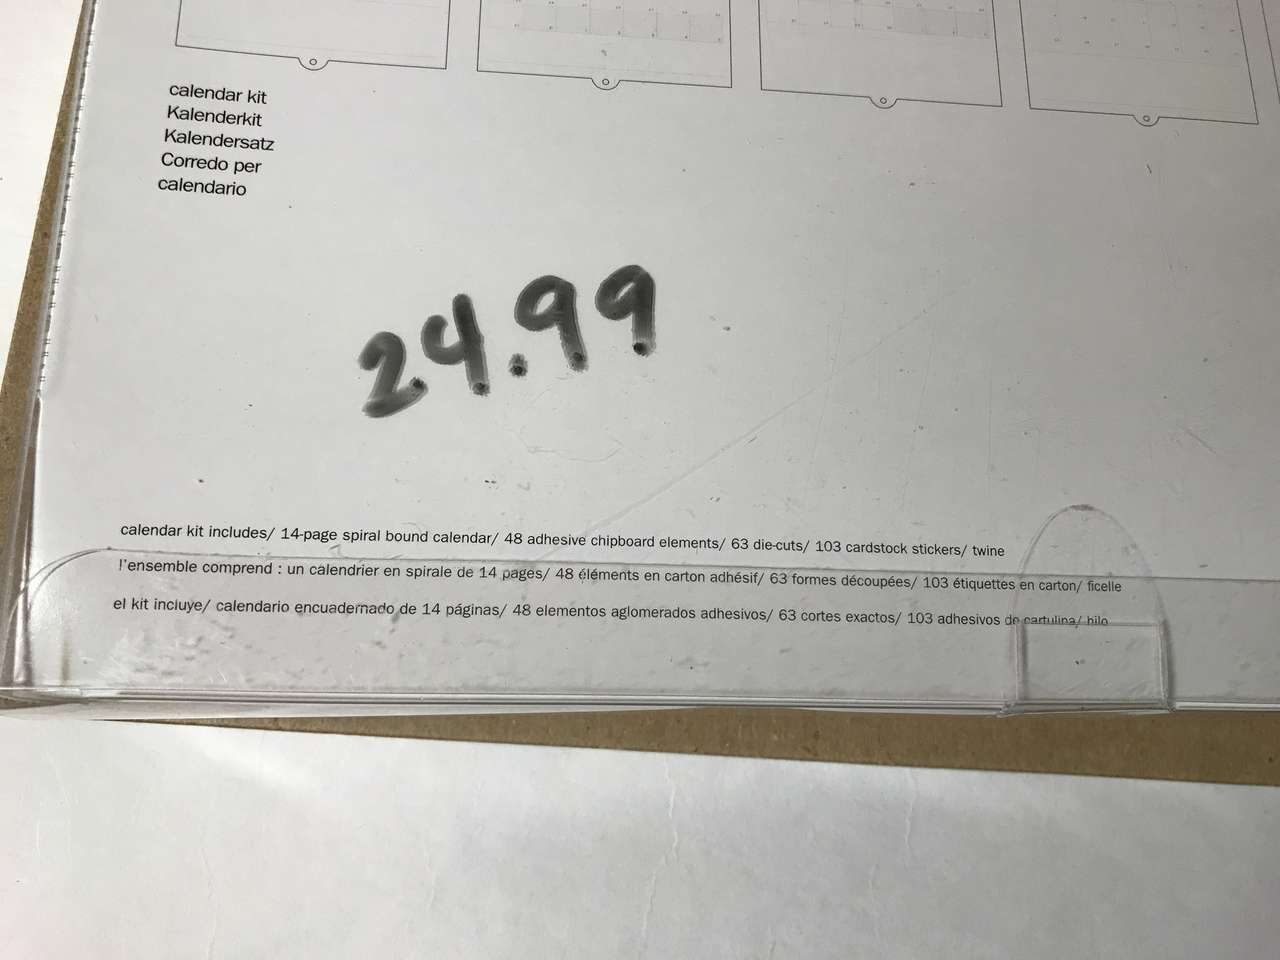 calendar kit
Kalenderkit
Kalendersatz
Corredo per
calendario
24.99
calendar kit includes/ 14-page spiral bound calendar/ 48 adhesive chipboard elements/ 63 die-cuts/ 103 cardstock stickers/ twine
l'ensemble comprend : un calendrier en spirale de 14 pages/ 48 éléments en carton adhésif/ 63 formes découpées/ 103 étiquettes en carton/ ficelle
el kit incluye/ calendario encuadernado de 14 páginas/ 48 elementos aglomerados adhesivos/ 63 cortes exactos/ 103 adhesivos de cartulina/ hilo